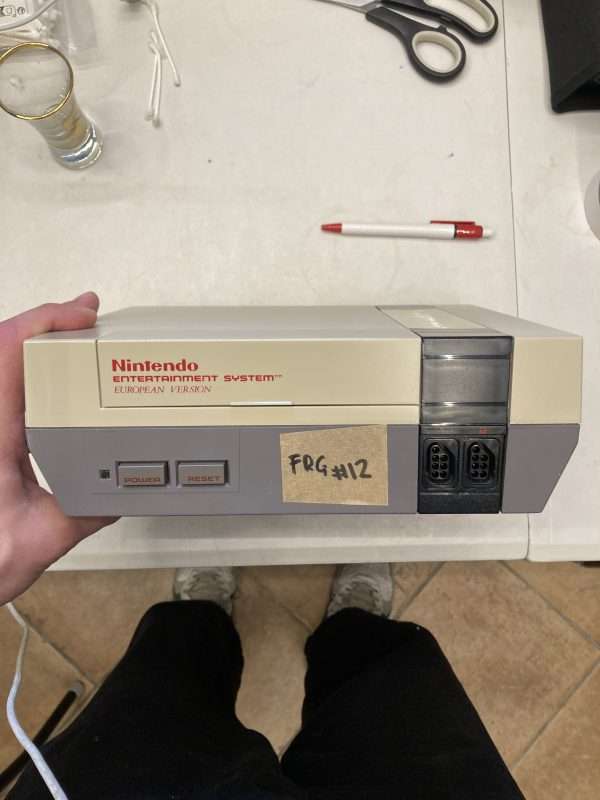 Nintendo
ENTERTAINMENT SYSTEM™
EUROPEAN VERSION
POWER
RESET
FRG #12